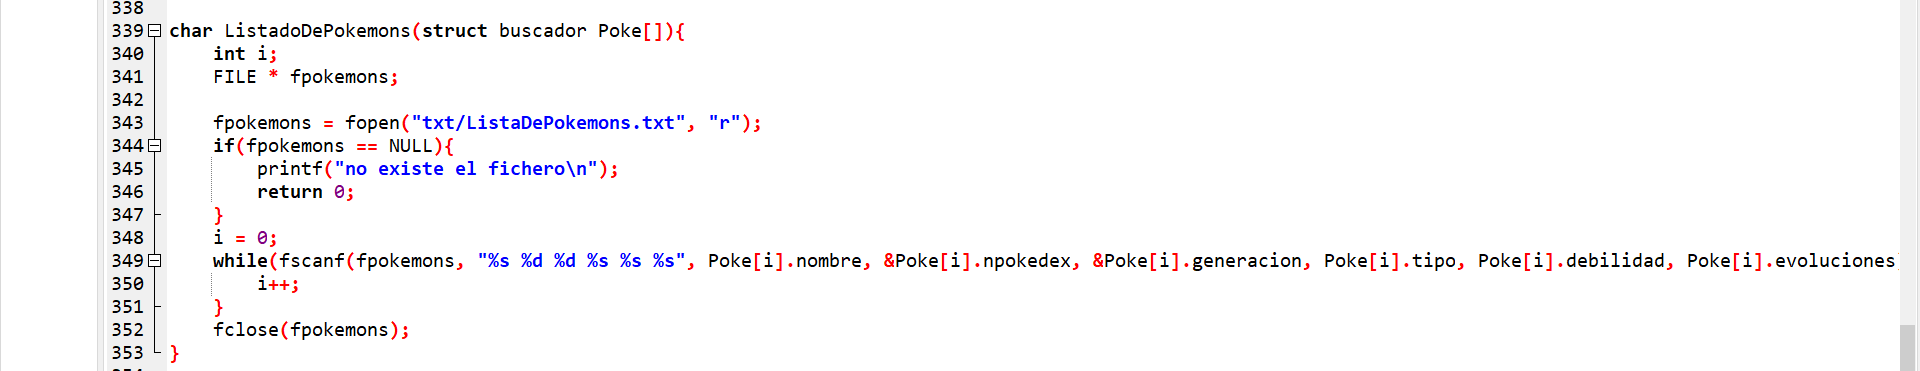 338
339 char ListadoDePokemons(struct buscador Poke[]){
340     int i;
341     FILE * fpokemons;
342
343     fpokemons = fopen("txt/ListaDePokemons.txt", "r");
344     if(fpokemons == NULL){
345         printf("no existe el fichero\n");
346         return 0;
347     }
348     i = 0;
349     while(fscanf(fpokemons, "%s %d %d %s %s %s", Poke[i].nombre, &Poke[i].npokedex, &Poke[i].generacion, Poke[i].tipo, Poke[i].debilidad, Poke[i].evoluciones
350         i++;
351     }
352     fclose(fpokemons);
353 }